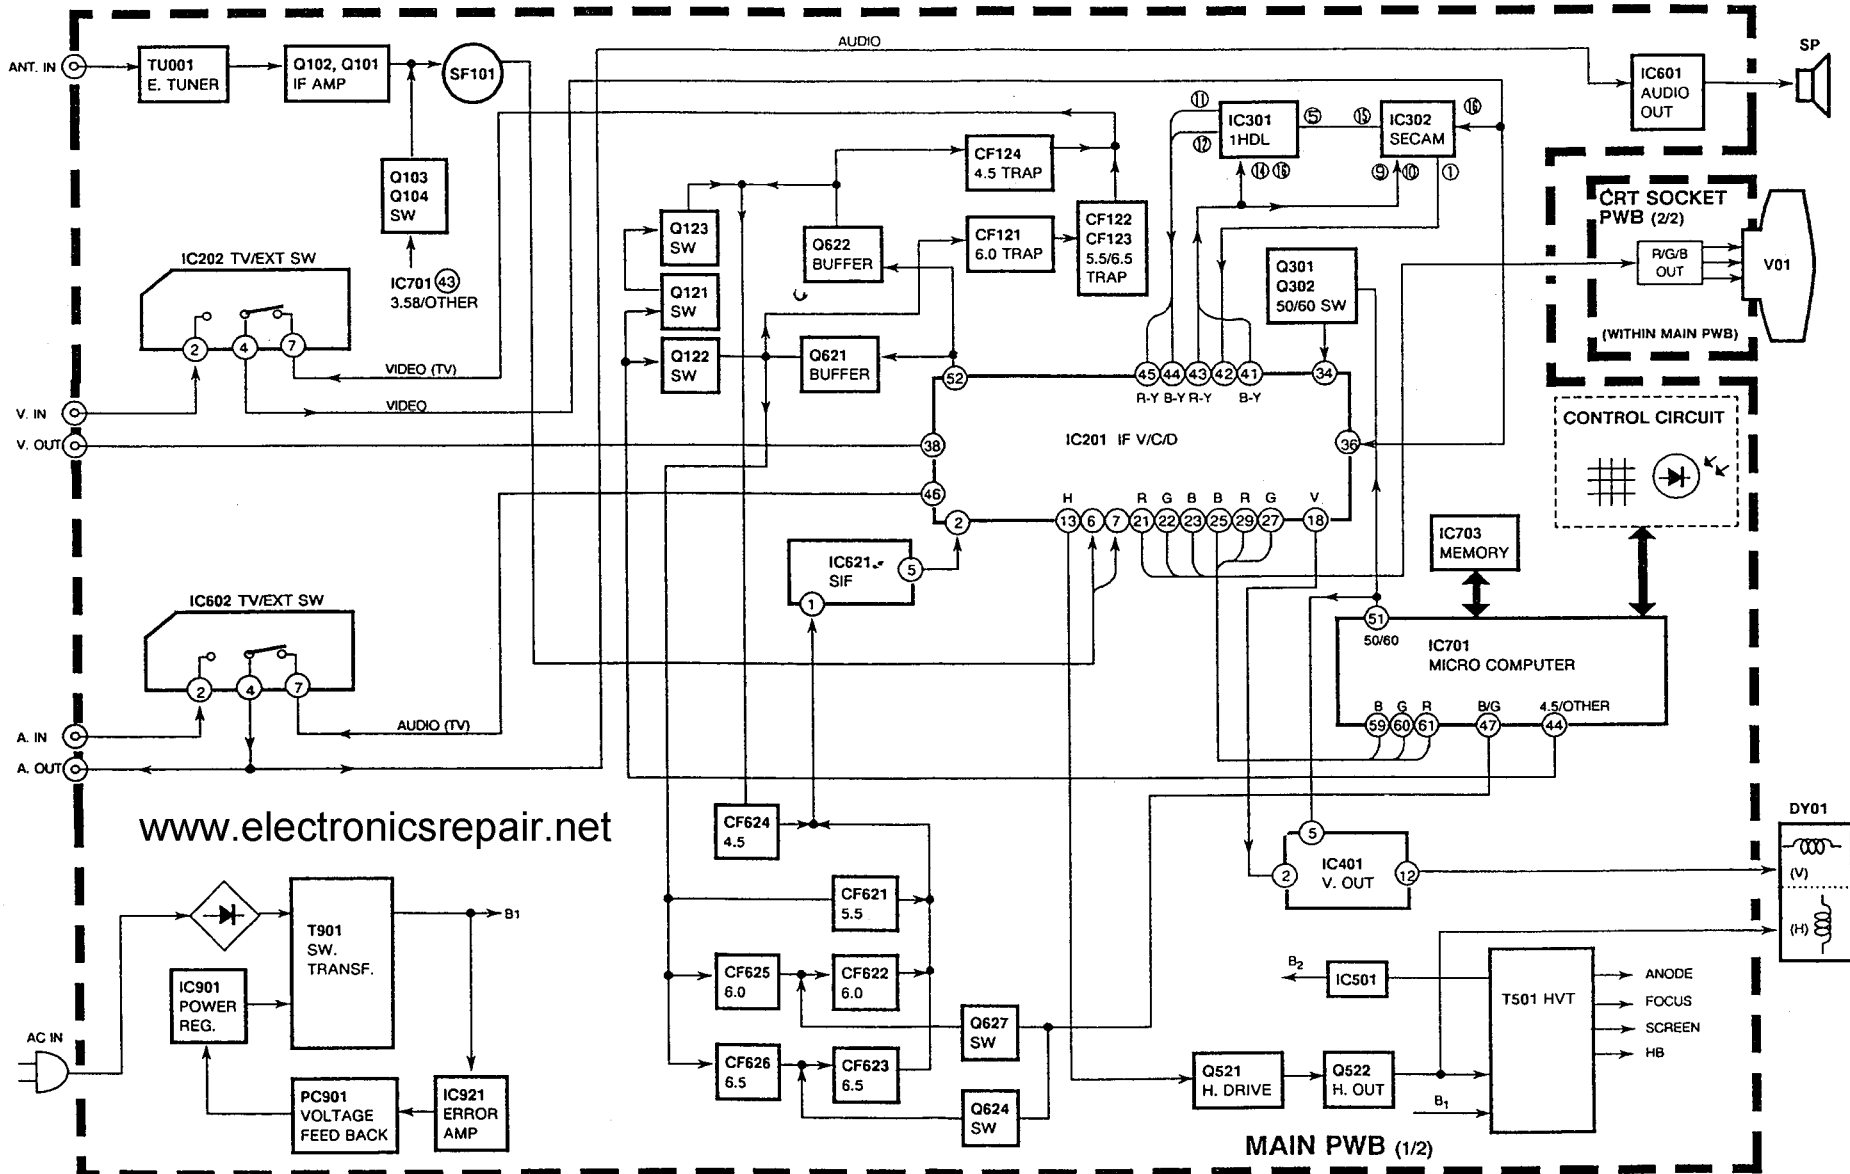 ANT. IN
TU001
E. TUNER
Q102, Q101
IF AMP
SF101
AUDIO
IC601
AUDIO
OUT
SP
Q103
Q104
SW
IC701 43
3.58/OTHER
IC202 TV/EXT SW
2
4
7
VIDEO (TV)
VIDEO
V. IN
V. OUT
Q123
SW
Q121
SW
Q122
SW
Q622
BUFFER
Q621
BUFFER
CF124
4.5 TRAP
CF121
6.0 TRAP
CF122
CF123
5.5/6.5
TRAP
11
12
IC301
1HDL
5
14 16
15
16
IC302
SECAM
9
10
1
Q301
Q302
50/60 SW
CRT SOCKET
PWB (2/2)
R/G/B
OUT
V01
(WITHIN MAIN PWB)
52
45 44 43 42 41
34
R-Y B-Y R-Y B-Y
IC201 IF V/C/D
38
46
36
2
H R G B B R G V
13 6 7 21 22 23 25 29 27 18
CONTROL CIRCUIT
IC703
MEMORY
IC621
SIF
5
1
51
50/60
IC701
MICRO COMPUTER
B G R B/G 4.5/OTHER
59 60 61 47 44
IC602 TV/EXT SW
2
4
7
AUDIO (TV)
A. IN
A. OUT
www.electronicsrepair.net
CF624
4.5
5
IC401
V. OUT
2
12
DY01
(V)
(H)
CF621
5.5
CF625
6.0
CF622
6.0
CF626
6.5
CF623
6.5
Q627
SW
Q624
SW
T901
SW.
TRANSF.
B1
IC901
POWER
REG.
AC IN
PC901
VOLTAGE
FEED BACK
IC921
ERROR
AMP
B2
IC501
T501 HVT
ANODE
FOCUS
SCREEN
HB
Q521
H. DRIVE
Q522
H. OUT
B1
MAIN PWB (1/2)